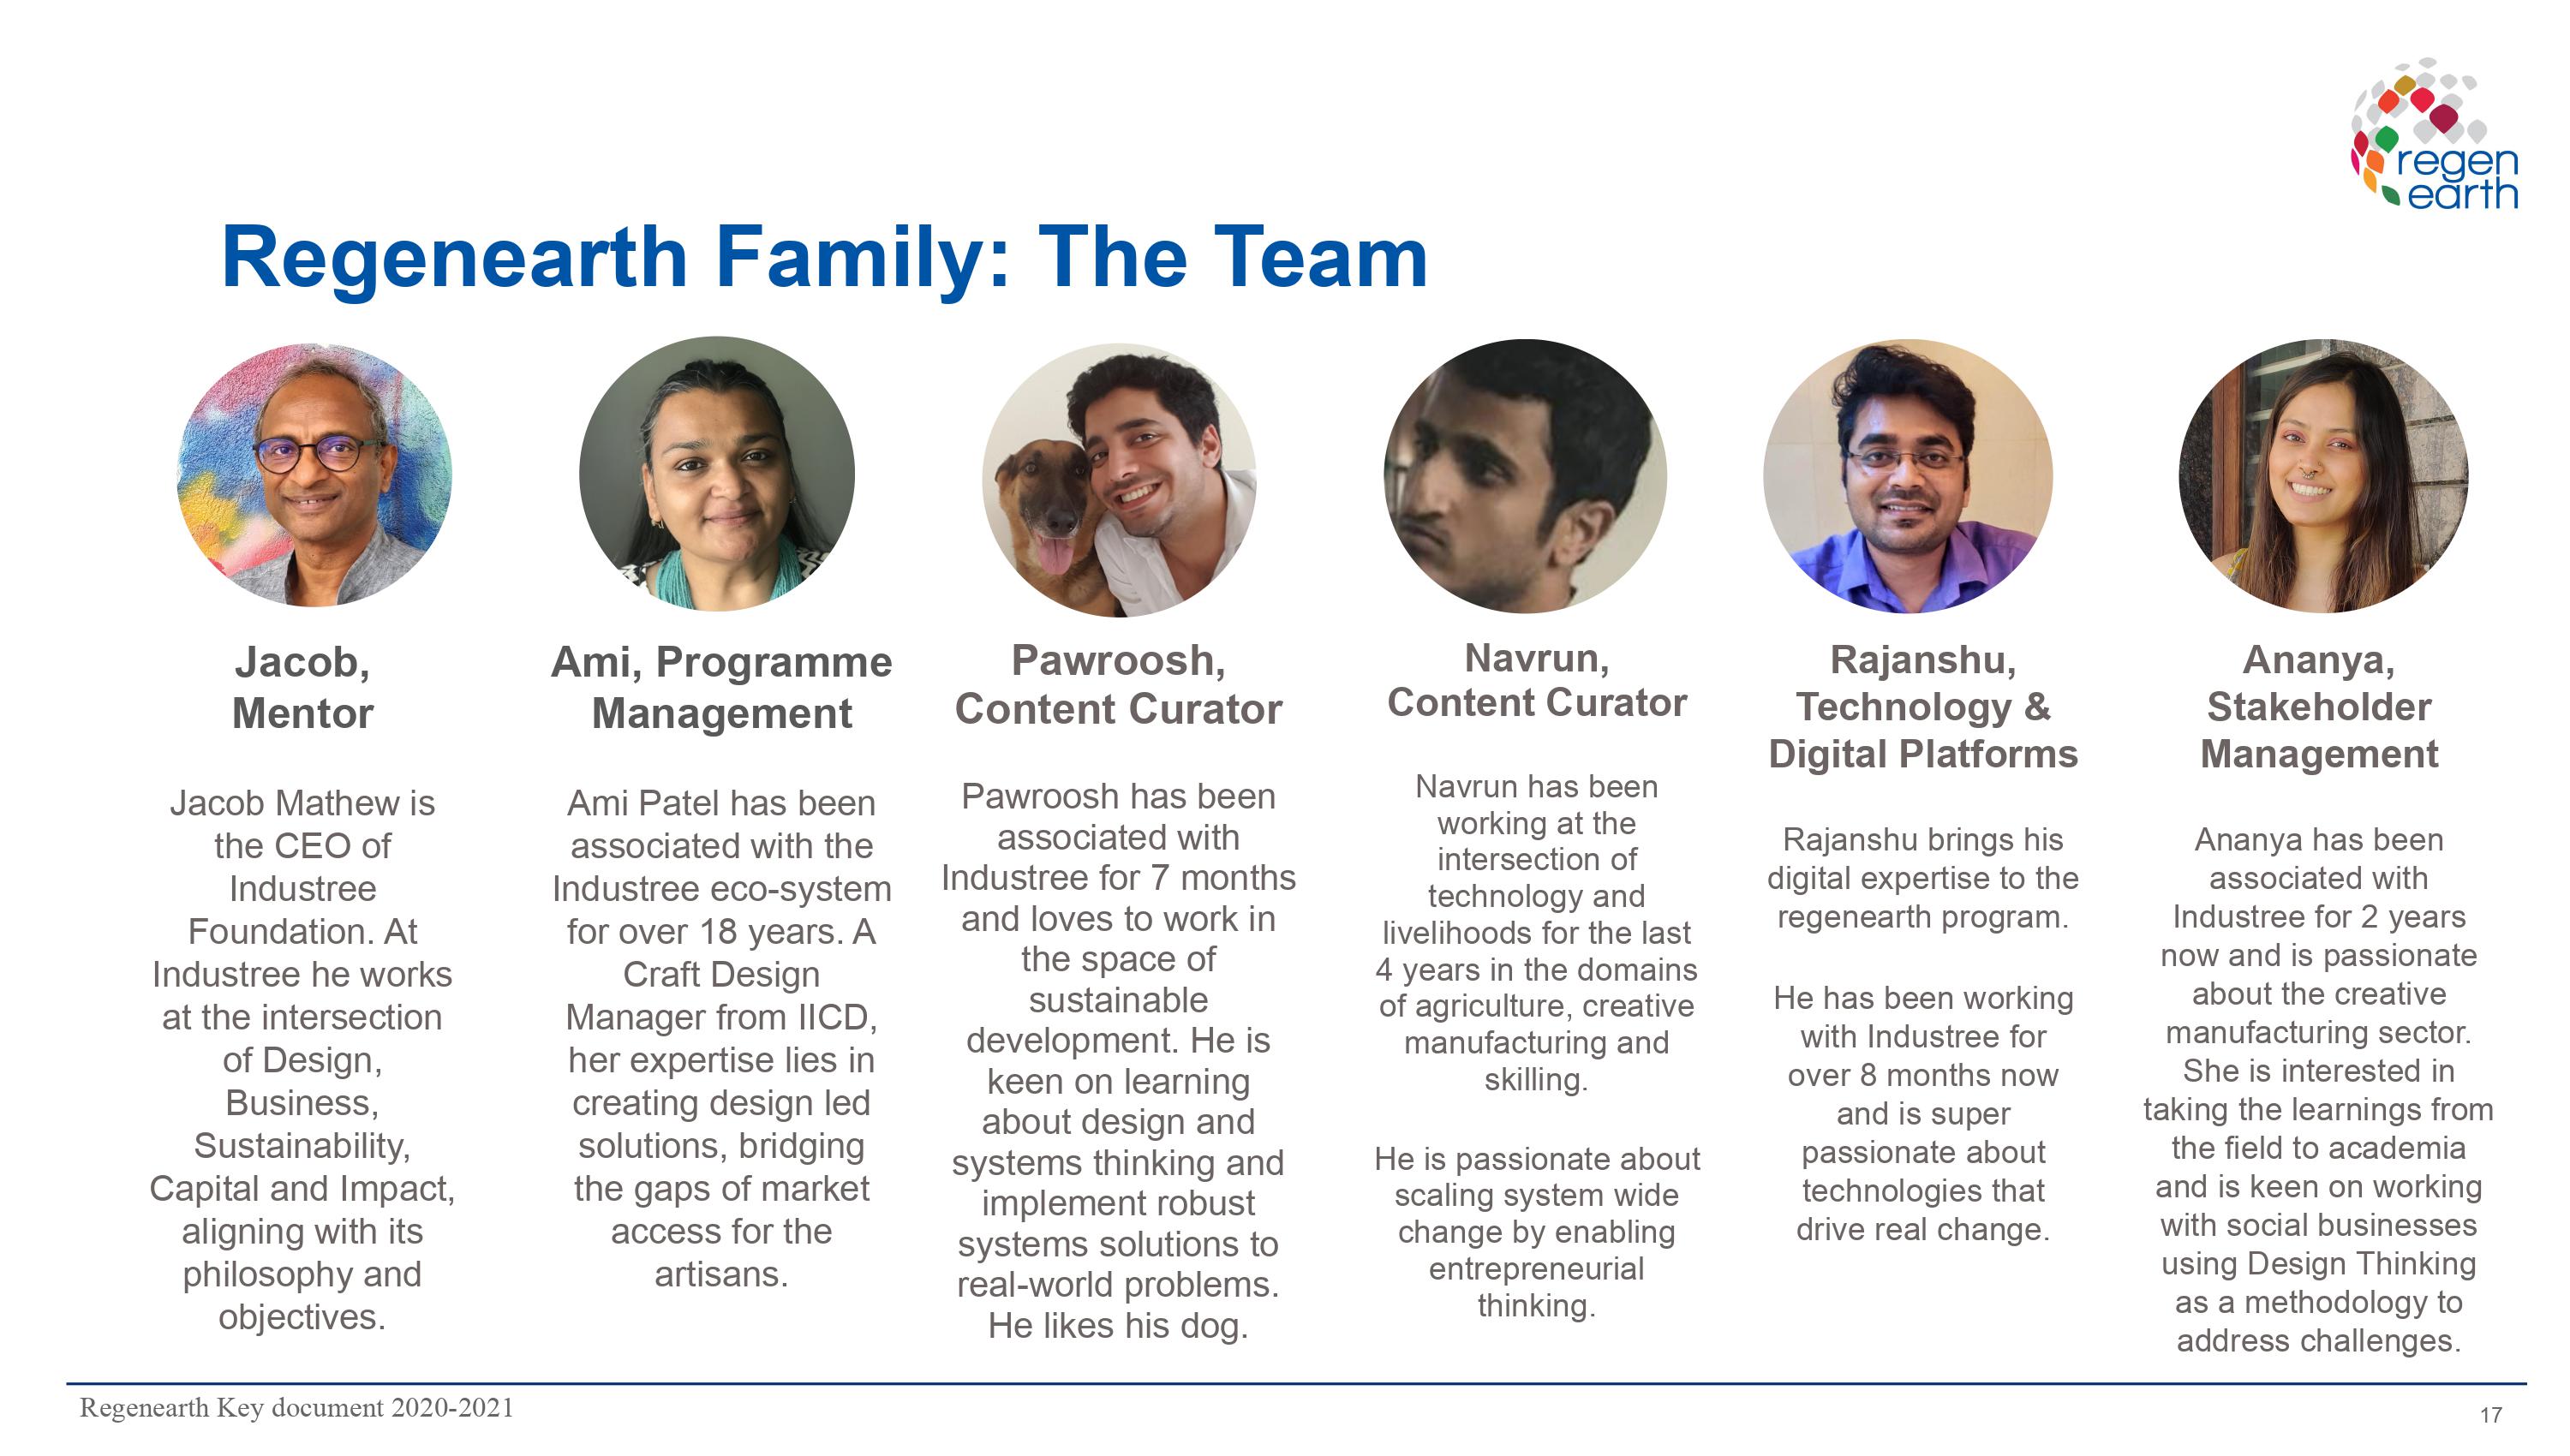 regen
earth
Regenearth Family: The Team
Jacob,
Mentor
Jacob Mathew is
the CEO of
Industree
Foundation. At
Industree he works
at the intersection
of Design,
Business,
Sustainability,
Capital and Impact,
aligning with its
philosophy and
objectives.
Ami, Programme
Management
Ami Patel has been
associated with the
Industree eco-system
for over 18 years. A
Craft Design
Manager from IICD,
her expertise lies in
creating design led
solutions, bridging
the gaps of market
access for the
artisans.
Pawroosh,
Content Curator
Pawroosh has been
associated with
Industree for 7 months
and loves to work in
the space of
sustainable
development. He is
keen on learning
about design and
systems thinking and
implement robust
systems solutions to
real-world problems.
He likes his dog.
Navrun,
Content Curator
Navrun has been
working at the
intersection of
technology and
livelihoods for the last
4 years in the domains
of agriculture, creative
manufacturing and
skilling.
He is passionate about
scaling system wide
change by enabling
entrepreneurial
thinking.
Rajanshu,
Technology &
Digital Platforms
Rajanshu brings his
digital expertise to the
regenearth program.
He has been working
with Industree for
over 8 months now
and is super
passionate about
technologies that
drive real change.
Ananya,
Stakeholder
Management
Ananya has been
associated with
Industree for 2 years
now and is passionate
about the creative
manufacturing sector.
She is interested in
taking the learnings from
the field to academia
and is keen on working
with social businesses
using Design Thinking
as a methodology to
address challenges.
Regenearth Key document 2020-2021
17